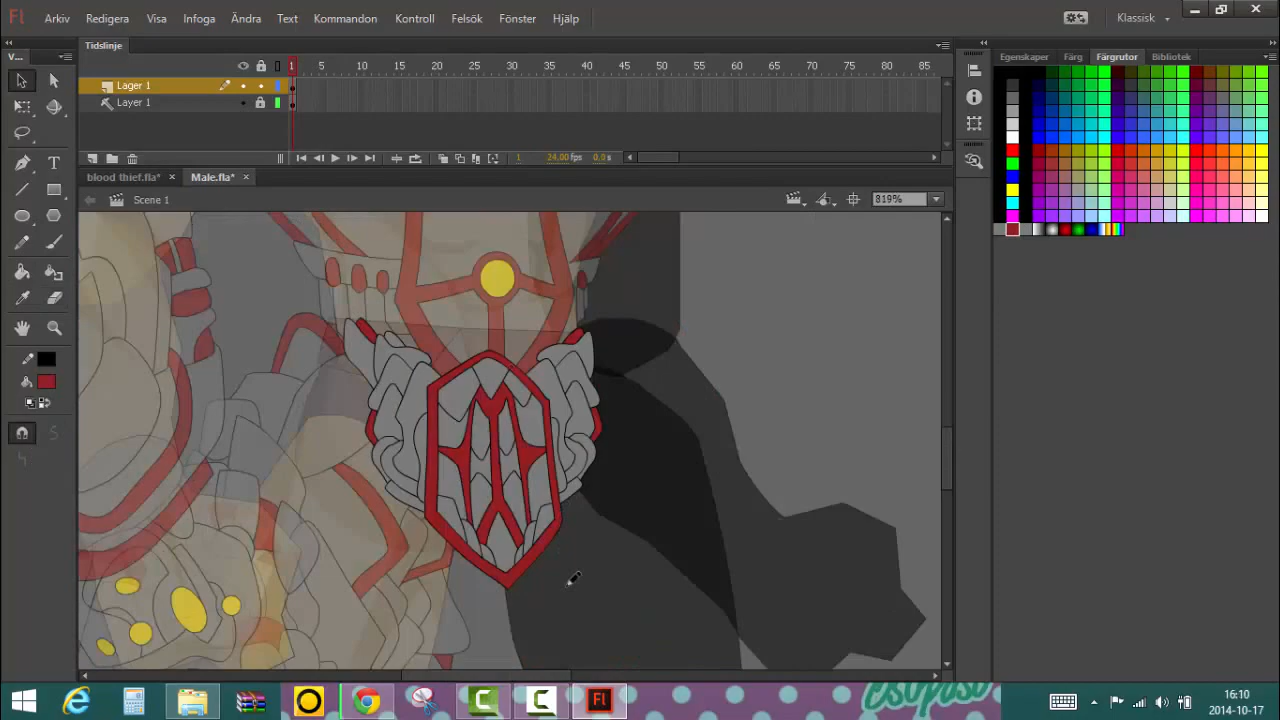 Fl Arkiv Redigera Visa Infoga Ändra Text Kommandon Kontroll Felsök Fönster Hjälp Klassisk
V... Tidslinje Egenskaper Färg Färgrutor Bibliotek
1 5 10 15 20 25 30 35 40 45 50 55 60 65 70 75 80 85
Lager 1
Layer 1
1 24,00 fps 0,0 s
blood thief.fla* × Male.fla* ×
Scene 1 819%
Fl 16:10
2014-10-17